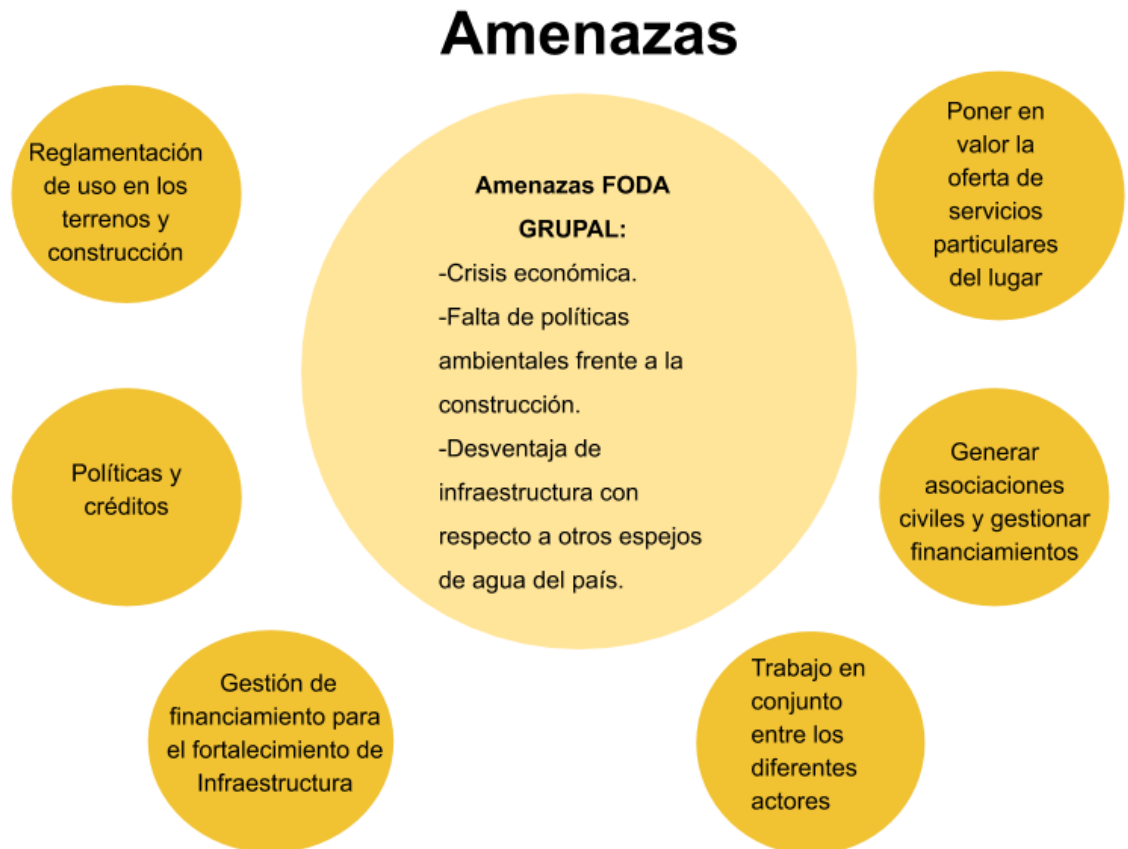 Amenazas
Reglamentación
de uso en los
terrenos y
construcción
Políticas y
créditos
Gestión de
financiamiento para
el fortalecimiento de
Infraestructura
Amenazas FODA
GRUPAL:
-Crisis económica.
-Falta de políticas
ambientales frente a la
construcción.
-Desventaja de
infraestructura con
respecto a otros espejos
de agua del país.
Poner en
valor la
oferta de
servicios
particulares
del lugar
Generar
asociaciones
civiles y gestionar
financiamientos
Trabajo en
conjunto
entre los
diferentes
actores